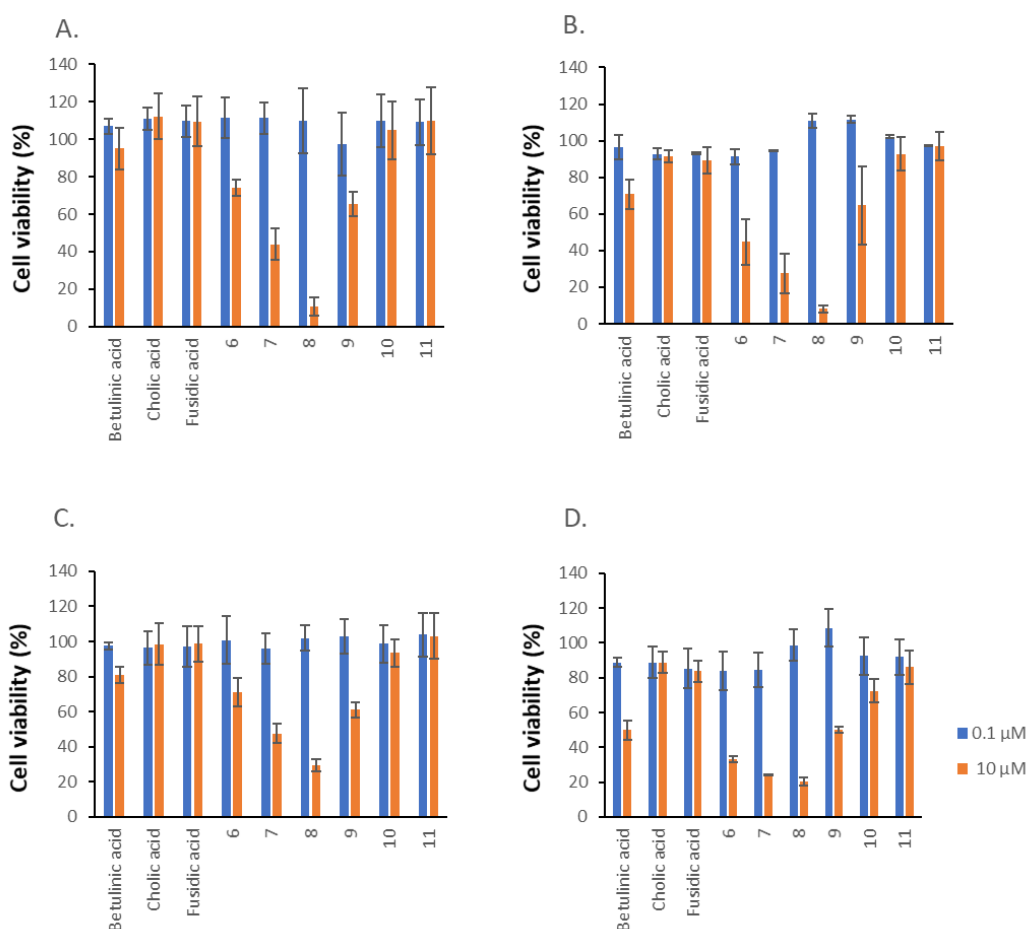 A.
140
120
100
80
60
40
20
0
Cell viability (%)
Betulinic acid
Cholic acid
Fusidic acid
6
7
8
9
10
11
B.
140
120
100
80
60
40
20
0
Cell viability (%)
Betulinic acid
Cholic acid
Fusidic acid
6
7
8
9
10
11
C.
140
120
100
80
60
40
20
0
Cell viability (%)
Betulinic acid
Cholic acid
Fusidic acid
6
7
8
9
10
11
D.
140
120
100
80
60
40
20
0
Cell viability (%)
Betulinic acid
Cholic acid
Fusidic acid
6
7
8
9
10
11
0.1 μM
10 μM